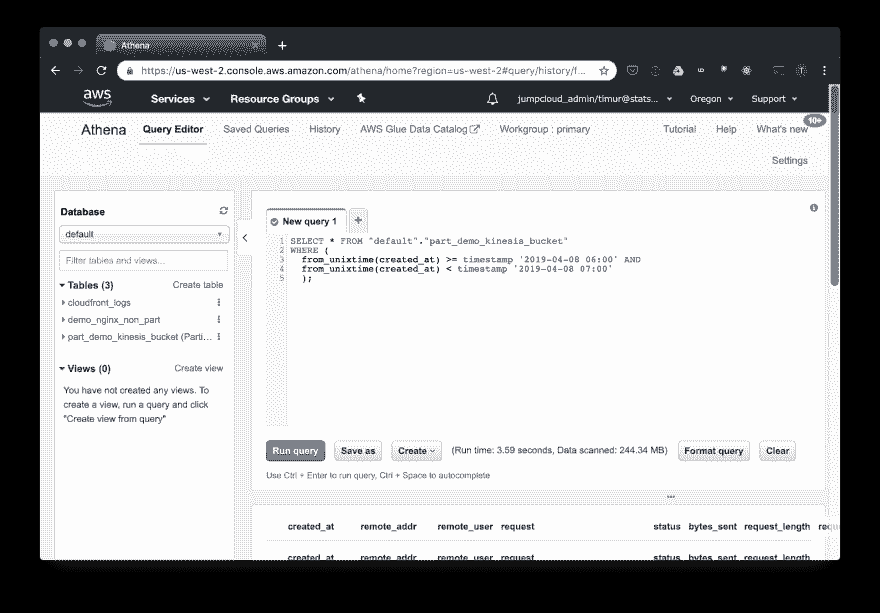 Athena
https://us-west-2.console.aws.amazon.com/athena/home?region=us-west-2#query/history/f...
aws Services Resource Groups jumpcloud_admin/timur@stats... Oregon Support
Athena Query Editor Saved Queries History AWS Glue Data Catalog Workgroup : primary Tutorial Help What's new 10+
Settings
Database
default
Filter tables and views...
Tables (3) Create table
cloudfront_logs
demo_nginx_non_part
part_demo_kinesis_bucket (Parti...
Views (0) Create view
You have not created any views. To
create a view, run a query and click
"Create view from query"
New query 1
1 SELECT * FROM "default"."part_demo_kinesis_bucket"
2 WHERE (
3 from_unixtime(created_at) >= timestamp '2019-04-08 06:00' AND
4 from_unixtime(created_at) < timestamp '2019-04-08 07:00'
5 );
Run query Save as Create (Run time: 3.59 seconds, Data scanned: 244.34 MB) Format query Clear
Use Ctrl + Enter to run query, Ctrl + Space to autocomplete
created_at remote_addr remote_user request status bytes_sent request_length requ
created_at remote_addr remote_user request status bytes_sent request_length